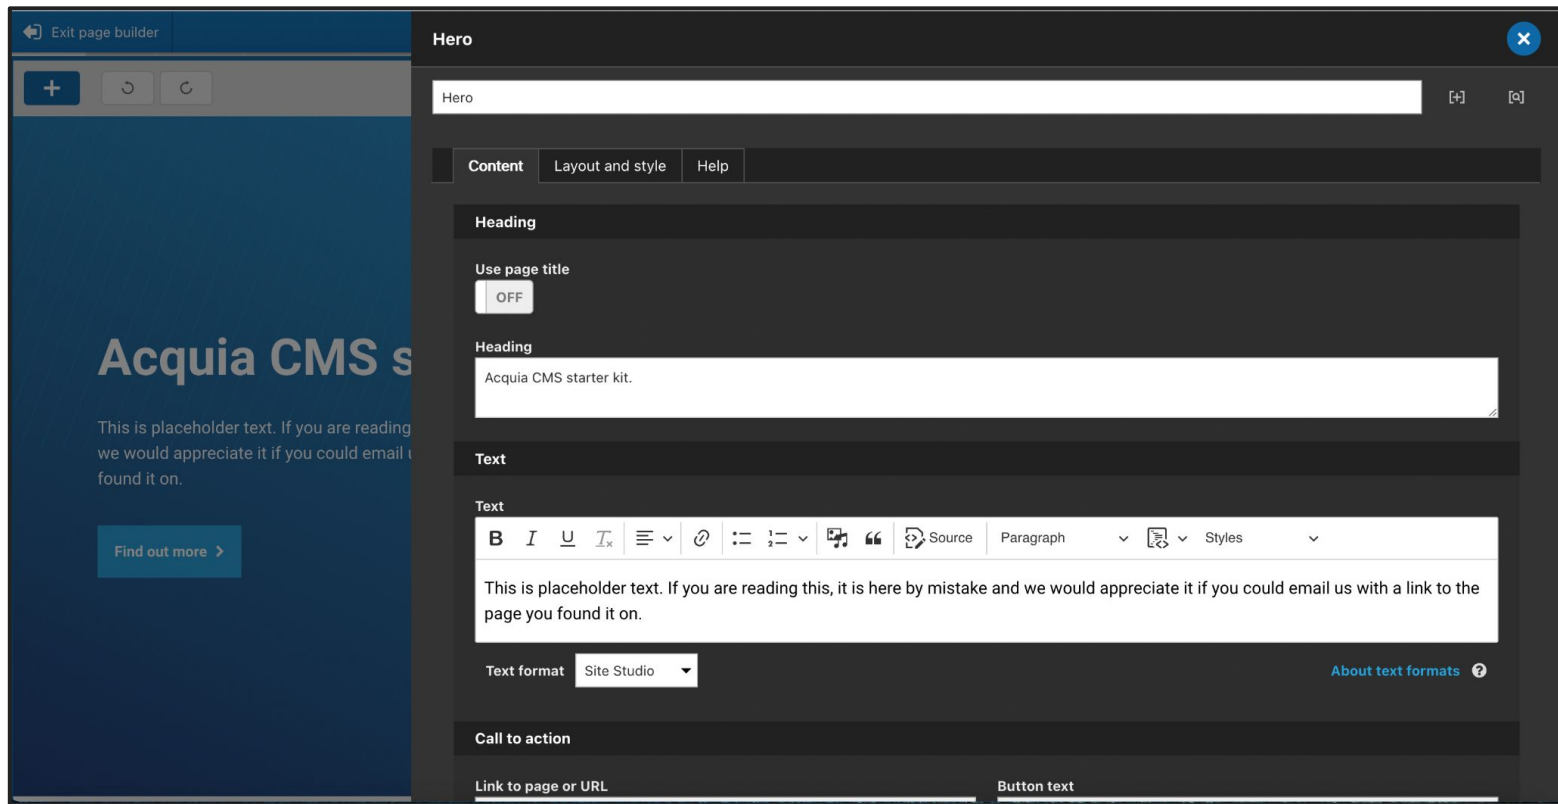 Exit page builder
Acquia CMS s
This is placeholder text. If you are reading
we would appreciate it if you could email
found it on.
Find out more
Hero
Hero
[+]
Content Layout and style Help
Heading
Use page title
OFF
Heading
Acquia CMS starter kit.
Text
Text
B I U Tx Source Paragraph Styles
This is placeholder text. If you are reading this, it is here by mistake and we would appreciate it if you could email us with a link to the
page you found it on.
Text format Site Studio About text formats ?
Call to action
Link to page or URL Button text